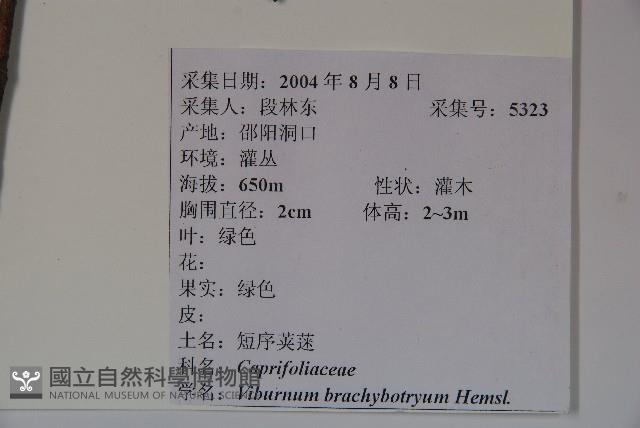 采集日期：2004 年 8 月 8 日
采集人：段林东 采集号：5323
产地：邵阳洞口
环境：灌丛
海拔：650m 性状：灌木
胸围直径：2cm 体高：2~3m
叶：绿色
花：
果实：绿色
皮：
土名：短序荚蒾
科名：Caprifoliaceae
学名：Viburnum brachybotryum Hemsl.
國立自然科學博物館
NATIONAL MUSEUM OF NATURAL SCIENCE